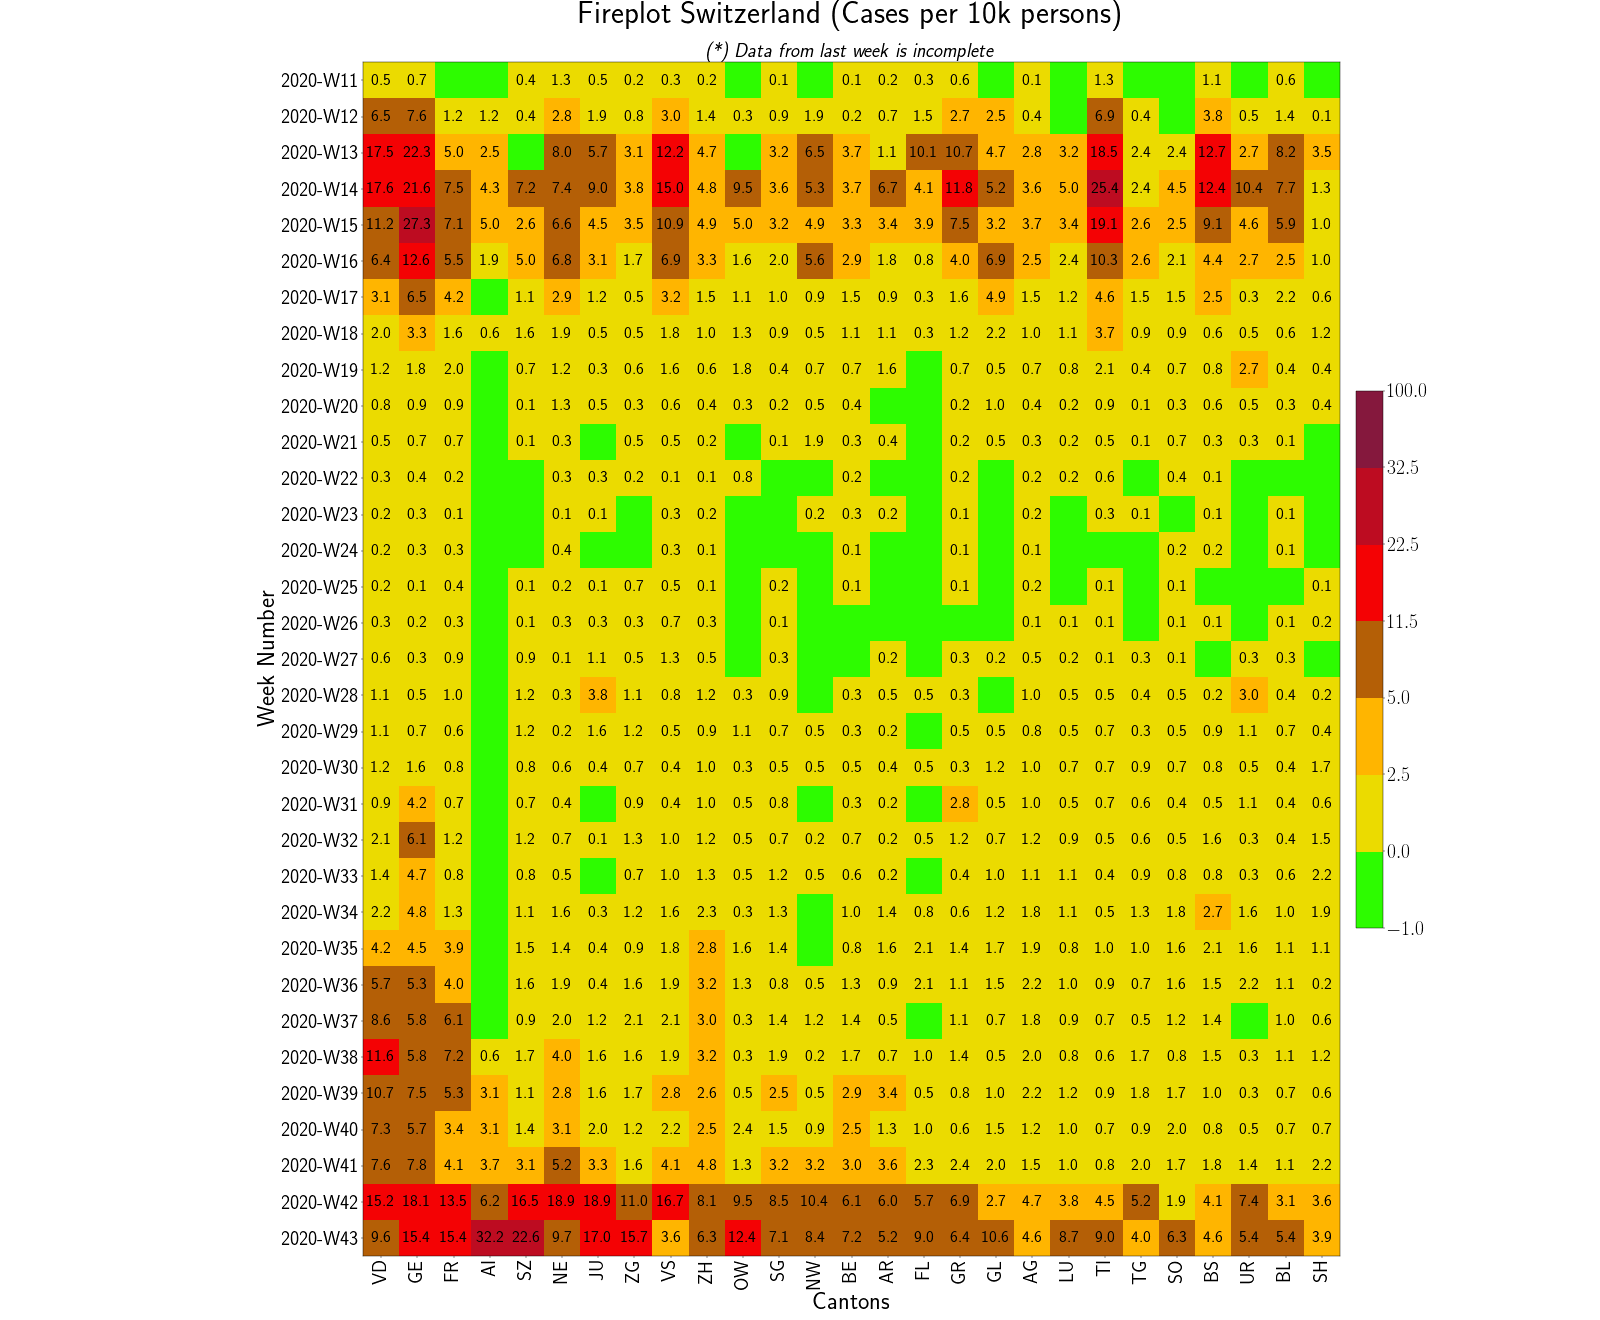 Fireplot Switzerland (Cases per 10k persons)
(*) Data from last week is incomplete
2020-W11 0.5 0.7 0.4 1.3 0.5 0.2 0.3 0.2 0.1 0.1 0.2 0.3 0.6 0.1 1.3 1.1 0.6
2020-W12 6.5 7.6 1.2 1.2 0.4 2.8 1.9 0.8 3.0 1.4 0.3 0.9 1.9 0.2 0.7 1.5 2.7 2.5 0.4 6.9 0.4 3.8 0.5 1.4 0.1
2020-W13 17.5 22.3 5.0 2.5 8.0 5.7 3.1 12.2 4.7 3.2 6.5 3.7 1.1 10.1 10.7 4.7 2.8 3.2 18.5 2.4 2.4 12.7 2.7 8.2 3.5
2020-W14 17.6 21.6 7.5 4.3 7.2 7.4 9.0 3.8 15.0 4.8 9.5 3.6 5.3 3.7 6.7 4.1 11.8 5.2 3.6 5.0 25.4 2.4 4.5 12.4 10.4 7.7 1.3
2020-W15 11.2 27.3 7.1 5.0 2.6 6.6 4.5 3.5 10.9 4.9 5.0 3.2 4.9 3.3 3.4 3.9 7.5 3.2 3.7 3.4 19.1 2.6 2.5 9.1 4.6 5.9 1.0
2020-W16 6.4 12.6 5.5 1.9 5.0 6.8 3.1 1.7 6.9 3.3 1.6 2.0 5.6 2.9 1.8 0.8 4.0 6.9 2.5 2.4 10.3 2.6 2.1 4.4 2.7 2.5 1.0
2020-W17 3.1 6.5 4.2 1.1 2.9 1.2 0.5 3.2 1.5 1.1 1.0 0.9 1.5 0.9 0.3 1.6 4.9 1.5 1.2 4.6 1.5 1.5 2.5 0.3 2.2 0.6
2020-W18 2.0 3.3 1.6 0.6 1.6 1.9 0.5 0.5 1.8 1.0 1.3 0.9 0.5 1.1 1.1 0.3 1.2 2.2 1.0 1.1 3.7 0.9 0.9 0.6 0.5 0.6 1.2
2020-W19 1.2 1.8 2.0 0.7 1.2 0.3 0.6 1.6 0.6 1.8 0.4 0.7 0.7 1.6 0.7 0.5 0.7 0.8 2.1 0.4 0.7 0.8 2.7 0.4 0.4
2020-W20 0.8 0.9 0.9 0.1 1.3 0.5 0.3 0.6 0.4 0.3 0.2 0.5 0.4 0.2 1.0 0.4 0.2 0.9 0.1 0.3 0.6 0.5 0.3 0.4
2020-W21 0.5 0.7 0.7 0.1 0.3 0.5 0.5 0.2 0.1 1.9 0.3 0.4 0.2 0.5 0.3 0.2 0.5 0.1 0.7 0.3 0.3 0.1
2020-W22 0.3 0.4 0.2 0.3 0.3 0.2 0.1 0.1 0.8 0.2 0.2 0.2 0.2 0.6 0.4 0.1
2020-W23 0.2 0.3 0.1 0.1 0.1 0.3 0.2 0.2 0.3 0.2 0.1 0.2 0.3 0.1 0.1 0.1
2020-W24 0.2 0.3 0.3 0.4 0.3 0.1 0.1 0.1 0.1 0.2 0.2 0.1
2020-W25 0.2 0.1 0.4 0.1 0.2 0.1 0.7 0.5 0.1 0.2 0.1 0.1 0.2 0.1 0.1 0.1
2020-W26 0.3 0.2 0.3 0.1 0.3 0.3 0.3 0.7 0.3 0.1 0.1 0.1 0.1 0.1 0.1 0.1 0.2
2020-W27 0.6 0.3 0.9 0.9 0.1 1.1 0.5 1.3 0.5 0.3 0.2 0.3 0.2 0.5 0.2 0.1 0.3 0.1 0.3 0.3
2020-W28 1.1 0.5 1.0 1.2 0.3 3.8 1.1 0.8 1.2 0.3 0.9 0.3 0.5 0.5 0.3 1.0 0.5 0.5 0.4 0.5 0.2 3.0 0.4 0.2
2020-W29 1.1 0.7 0.6 1.2 0.2 1.6 1.2 0.5 0.9 1.1 0.7 0.5 0.3 0.2 0.5 0.5 0.8 0.5 0.7 0.3 0.5 0.9 1.1 0.7 0.4
2020-W30 1.2 1.6 0.8 0.8 0.6 0.4 0.7 0.4 1.0 0.3 0.5 0.5 0.5 0.4 0.5 0.3 1.2 1.0 0.7 0.7 0.9 0.7 0.8 0.5 0.4 1.7
2020-W31 0.9 4.2 0.7 0.7 0.4 0.9 0.4 1.0 0.5 0.8 0.3 0.2 2.8 0.5 1.0 0.5 0.7 0.6 0.4 0.5 1.1 0.4 0.6
2020-W32 2.1 6.1 1.2 1.2 0.7 0.1 1.3 1.0 1.2 0.5 0.7 0.2 0.7 0.2 0.5 1.2 0.7 1.2 0.9 0.5 0.6 0.5 1.6 0.3 0.4 1.5
2020-W33 1.4 4.7 0.8 0.8 0.5 0.7 1.0 1.3 0.5 1.2 0.5 0.6 0.2 0.4 1.0 1.1 1.1 0.4 0.9 0.8 0.8 0.3 0.6 2.2
2020-W34 2.2 4.8 1.3 1.1 1.6 0.3 1.2 1.6 2.3 0.3 1.3 1.0 1.4 0.8 0.6 1.2 1.8 1.1 0.5 1.3 1.8 2.7 1.6 1.0 1.9
2020-W35 4.2 4.5 3.9 1.5 1.4 0.4 0.9 1.8 2.8 1.6 1.4 0.8 1.6 2.1 1.4 1.7 1.9 0.8 1.0 1.0 1.6 2.1 1.6 1.1 1.1
2020-W36 5.7 5.3 4.0 1.6 1.9 0.4 1.6 1.9 3.2 1.3 0.8 0.5 1.3 0.9 2.1 1.1 1.5 2.2 1.0 0.9 0.7 1.6 1.5 2.2 1.1 0.2
2020-W37 8.6 5.8 6.1 0.9 2.0 1.2 2.1 2.1 3.0 0.3 1.4 1.2 1.4 0.5 1.1 0.7 1.8 0.9 0.7 0.5 1.2 1.4 1.0 0.6
2020-W38 11.6 5.8 7.2 0.6 1.7 4.0 1.6 1.6 1.9 3.2 0.3 1.9 0.2 1.7 0.7 1.0 1.4 0.5 2.0 0.8 0.6 1.7 0.8 1.5 0.3 1.1 1.2
2020-W39 10.7 7.5 5.3 3.1 1.1 2.8 1.6 1.7 2.8 2.6 0.5 2.5 0.5 2.9 3.4 0.5 0.8 1.0 2.2 1.2 0.9 1.8 1.7 1.0 0.3 0.7 0.6
2020-W40 7.3 5.7 3.4 3.1 1.4 3.1 2.0 1.2 2.2 2.5 2.4 1.5 0.9 2.5 1.3 1.0 0.6 1.5 1.2 1.0 0.7 0.9 2.0 0.8 0.5 0.7 0.7
2020-W41 7.6 7.8 4.1 3.7 3.1 5.2 3.3 1.6 4.1 4.8 1.3 3.2 3.2 3.0 3.6 2.3 2.4 2.0 1.5 1.0 0.8 2.0 1.7 1.8 1.4 1.1 2.2
2020-W42 15.2 18.1 13.5 6.2 16.5 18.9 18.9 11.0 16.7 8.1 9.5 8.5 10.4 6.1 6.0 5.7 6.9 2.7 4.7 3.8 4.5 5.2 1.9 4.1 7.4 3.1 3.6
2020-W43 9.6 15.4 15.4 32.2 22.6 9.7 17.0 15.7 3.6 6.3 12.4 7.1 8.4 7.2 5.2 9.0 6.4 10.6 4.6 8.7 9.0 4.0 6.3 4.6 5.4 5.4 3.9
VD GE FR AI SZ NE JU ZG VS ZH OW SG NW BE AR FL GR GL AG LU TI TG SO BS UR BL SH
Cantons
Week Number
100.0
32.5
22.5
11.5
5.0
2.5
0.0
−1.0